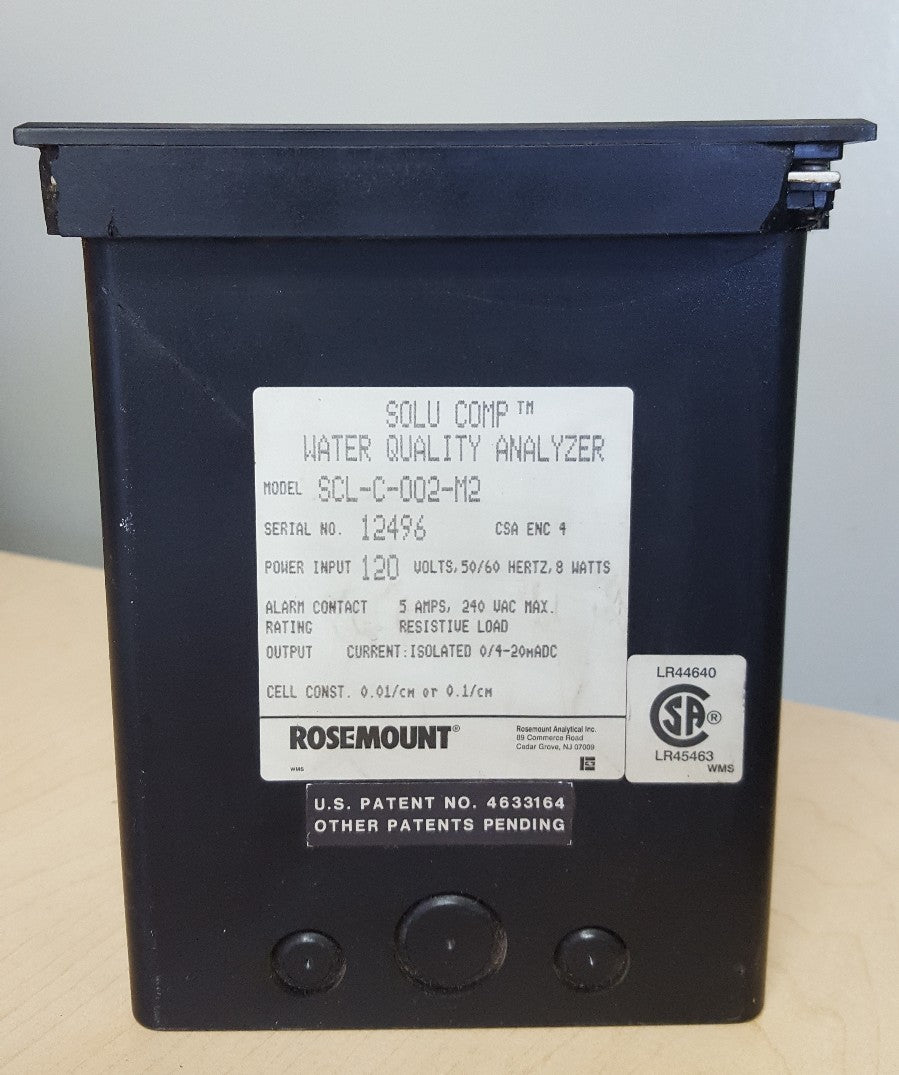 SOLU COMP™
WATER QUALITY ANALYZER
MODEL SCL-C-002-M2
SERIAL NO. 12496 CSA ENC 4
POWER INPUT 120 VOLTS, 50/60 HERTZ, 8 WATTS
ALARM CONTACT 5 AMPS, 240 VAC MAX.
RATING RESISTIVE LOAD
OUTPUT CURRENT: ISOLATED 0/4-20mADC
CELL CONST. 0.01/cm or 0.1/cm
ROSEMOUNT®
Rosemount Analytical Inc.
89 Commerce Road
Cedar Grove, NJ 07009
WMS
LR44640
CSA®
LR45463
WMS
U.S. PATENT NO. 4633164
OTHER PATENTS PENDING